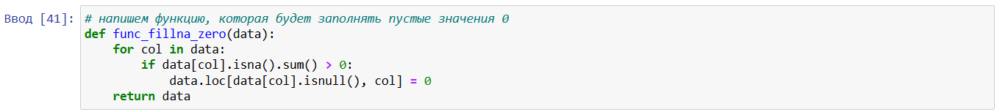 Ввод [41]: # напишем функцию, которая будет заполнять пустые значения 0
def func_fillna_zero(data):
    for col in data:
        if data[col].isna().sum() > 0:
            data.loc[data[col].isnull(), col] = 0
    return data